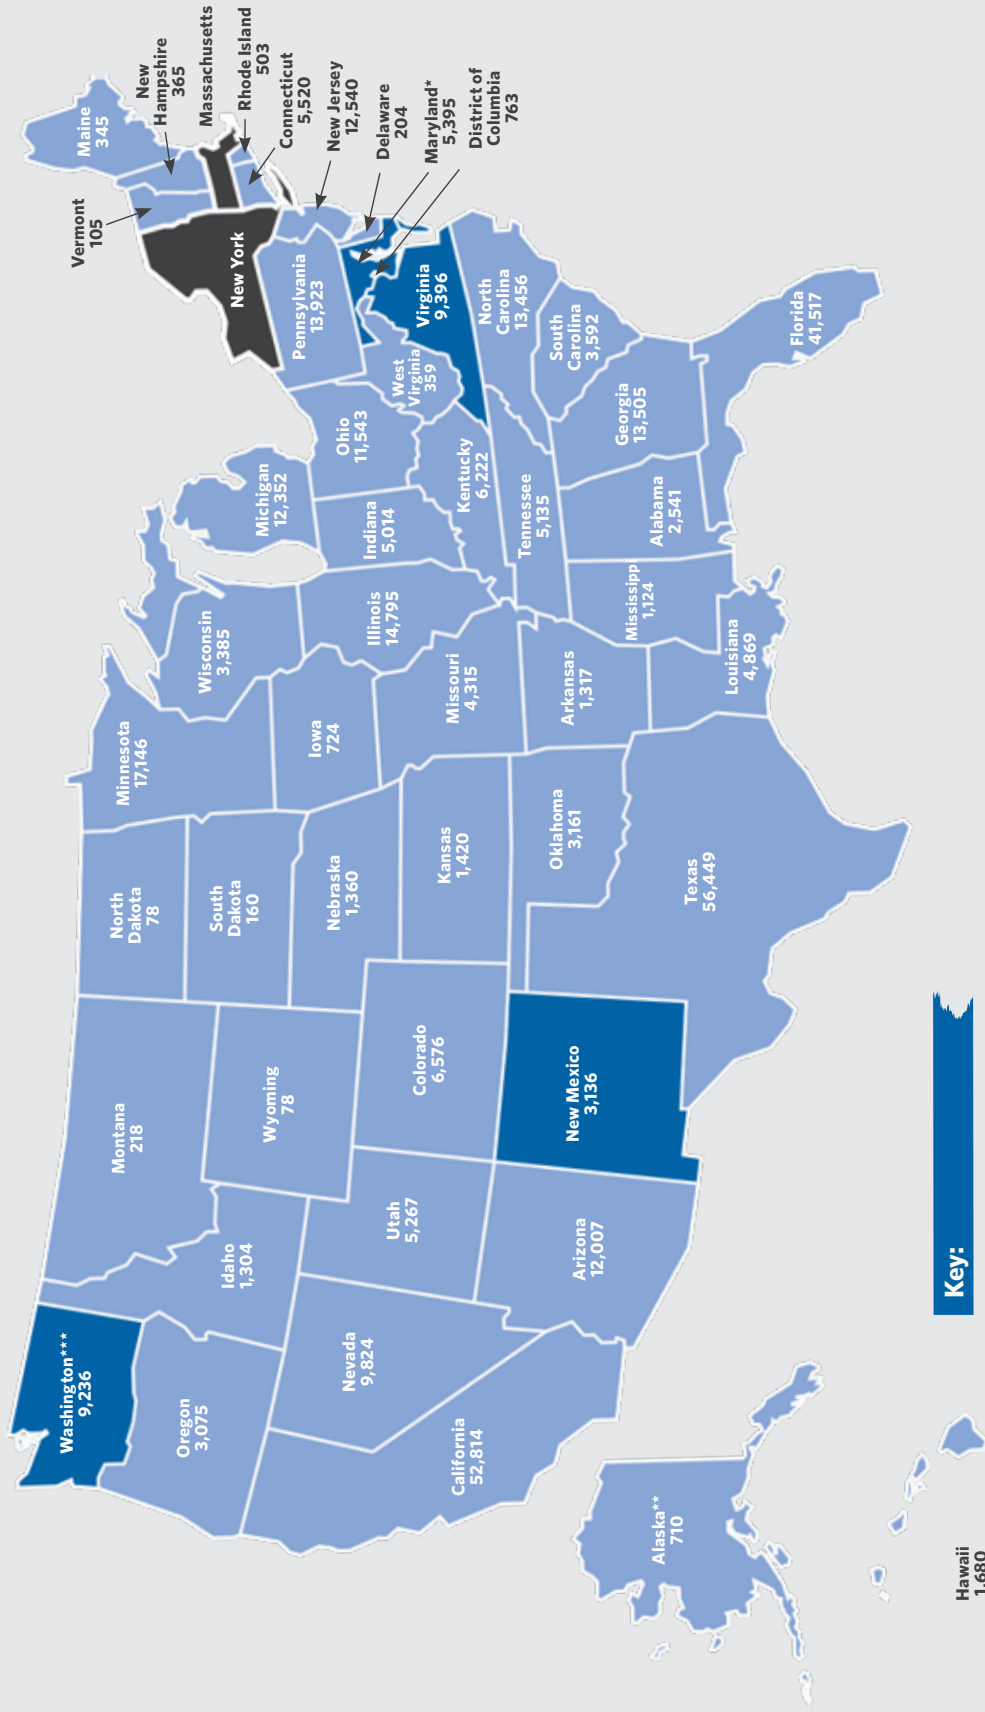 Washington***
9,236
Oregon
3,075
California
52,814
Nevada
9,824
Idaho
1,304
Montana
218
Wyoming
78
Utah
5,267
Arizona
12,007
Colorado
6,576
New Mexico
3,136
North
Dakota
78
South
Dakota
160
Nebraska
1,360
Kansas
1,420
Oklahoma
3,161
Texas
56,449
Minnesota
17,146
Iowa
724
Missouri
4,315
Arkansas
1,317
Louisiana
4,869
Wisconsin
3,385
Illinois
14,795
Mississippi
1,124
Michigan
12,352
Indiana
5,014
Kentucky
6,222
Tennessee
5,135
Alabama
2,541
Ohio
11,543
West
Virginia
359
Georgia
13,505
Florida
41,517
South
Carolina
3,592
North
Carolina
13,456
Virginia
9,396
Pennsylvania
13,923
New York
Vermont
105
Maine
345
New
Hampshire
365
Massachusetts
Rhode Island
503
Connecticut
5,520
New Jersey
12,540
Delaware
204
Maryland*
5,395
District of
Columbia
763
Alaska**
710
Hawaii
1,680
Key: